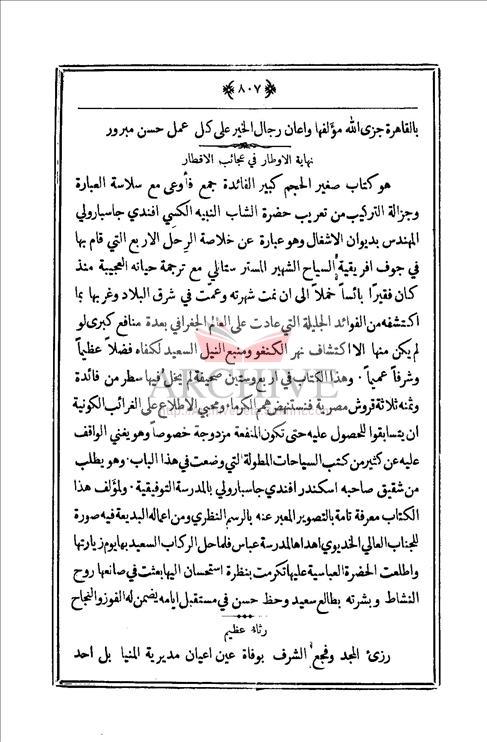 ﴿ ٨٠٧ ﴾
بالقاهرة جزى الله مؤلفها واعان رجال الخير على كل عمل حسن مبرور
نهاية الاوطار في عجائب الاقطار
هو كتاب صغير الحجم كبير الفائدة جمع فأوعى مع سلاسة العبارة
وجزالة التركيب من تعريب حضرة الشاب النبيه الكسي افندي جاسبارولي
المهندس بديوان الاشغال وهو عبارة عن خلاصة الرحل الاربع التي قام بها
في جوف افريقية السياح الشهير المستر ستانلي مع ترجمة حياته العجيبة منذ
كان فقيرًا بائساً خملاً الى ان نمت شهرته وعمت في شرق البلاد وغربها بما
اكتشفه من الفوائد الجليلة التي عادت على العالم الجغرافي بعدة منافع كبرى لو
لم يكن منها الا اكتشاف نهر الكنغو ومنبع النيل السعيد لكفاه فضلاً عظيماً
وشرفاً عميماً . وهذا الكتاب في اربع وستين صحيفة لم يخل فيها سطر من فائدة
وثمنه ثلاثة قروش مصرية فنستنهض همم الكماء ومحبي الاطلاع على الغرائب الكونية
ان يتسابقوا للحصول عليه حتى تكون المنفعة مزدوجة خصوصاً وهو يغني الواقف
عليه عن كثير من كتب السياحات المطولة التي وضعت في هذا الباب . وهو يطلب
من شقيق صاحبه اسكندر افندي جاسبارولي بالمدرسة التوفيقية . ولمؤلف هذا
الكتاب معرفة تامة بالتصوير المعبر عنه بالرسم النظري ومن اعماله البديعة فيه صورة
للجناب العالي الخديوي اهداها لمدرسة عباس فلما حل الركاب السعيد بها يوم زيارتها
واطلعت الحضرة العباسية عليها تكرمت بنظرة استحسان اليها بعثت في صانعها روح
النشاط وبشرته بطالع سعيد وحظ حسن في مستقبل ايامه يضمن له الفوز والنجاح
رثاء عظيم
رزئ المجد وفجع الشرف بوفاة عين اعيان مديرية المنيا بل احد
ARCHIVE